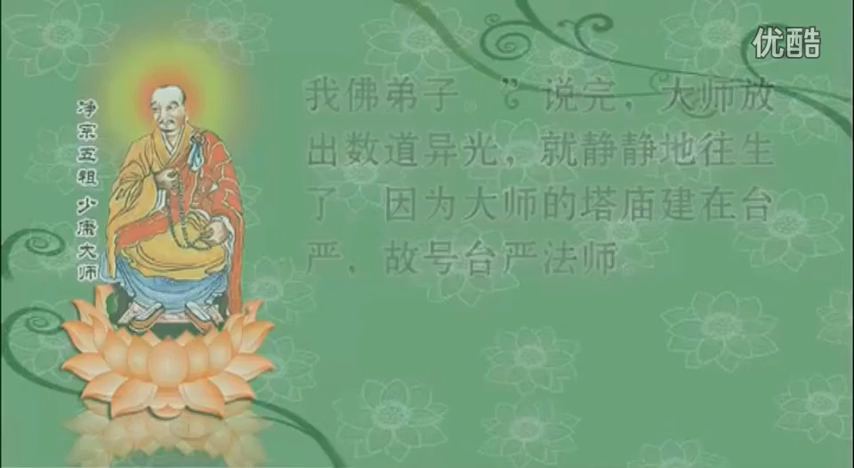 优酷
净宗五祖 少康大师
我佛弟子。”说完，大师放
出数道异光，就静静地往生
了 因为大师的塔庙建在台
严，故号台严法师